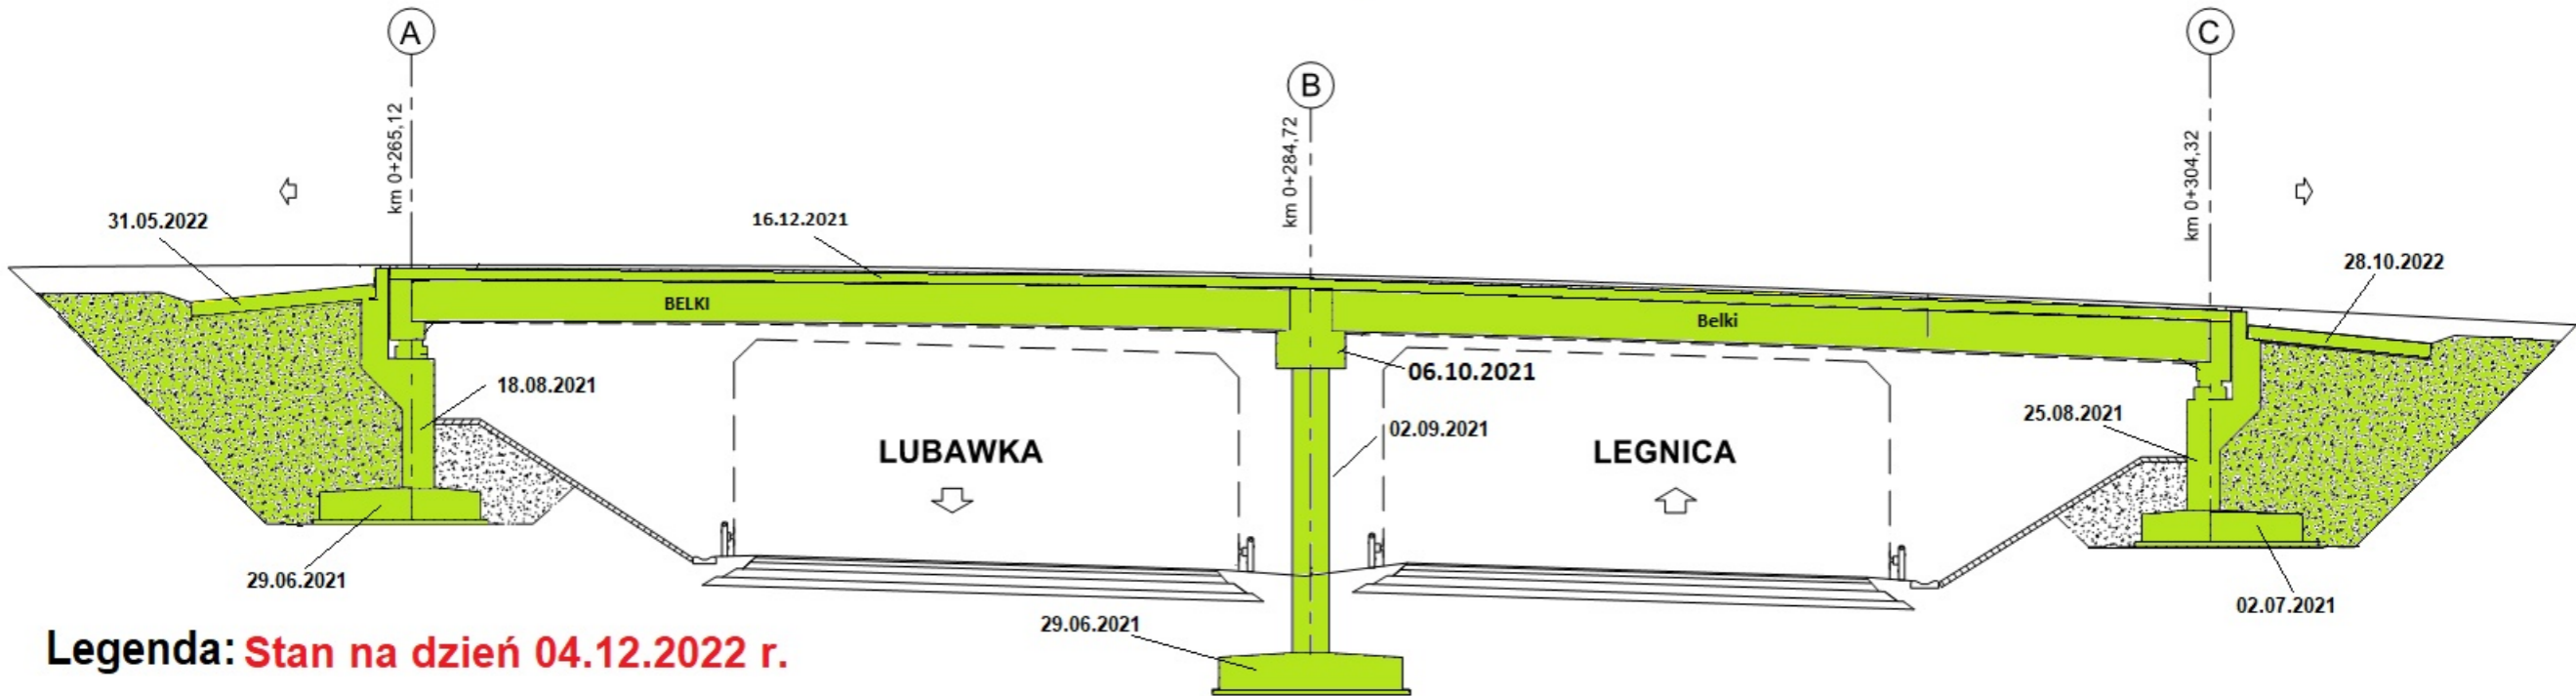 A
B
C
km 0+265,12
km 0+284,72
km 0+304,32
31.05.2022
16.12.2021
28.10.2022
BELKI
Belki
18.08.2021
06.10.2021
25.08.2021
02.09.2021
LUBAWKA
LEGNICA
29.06.2021
02.07.2021
29.06.2021
Legenda: Stan na dzień 04.12.2022 r.